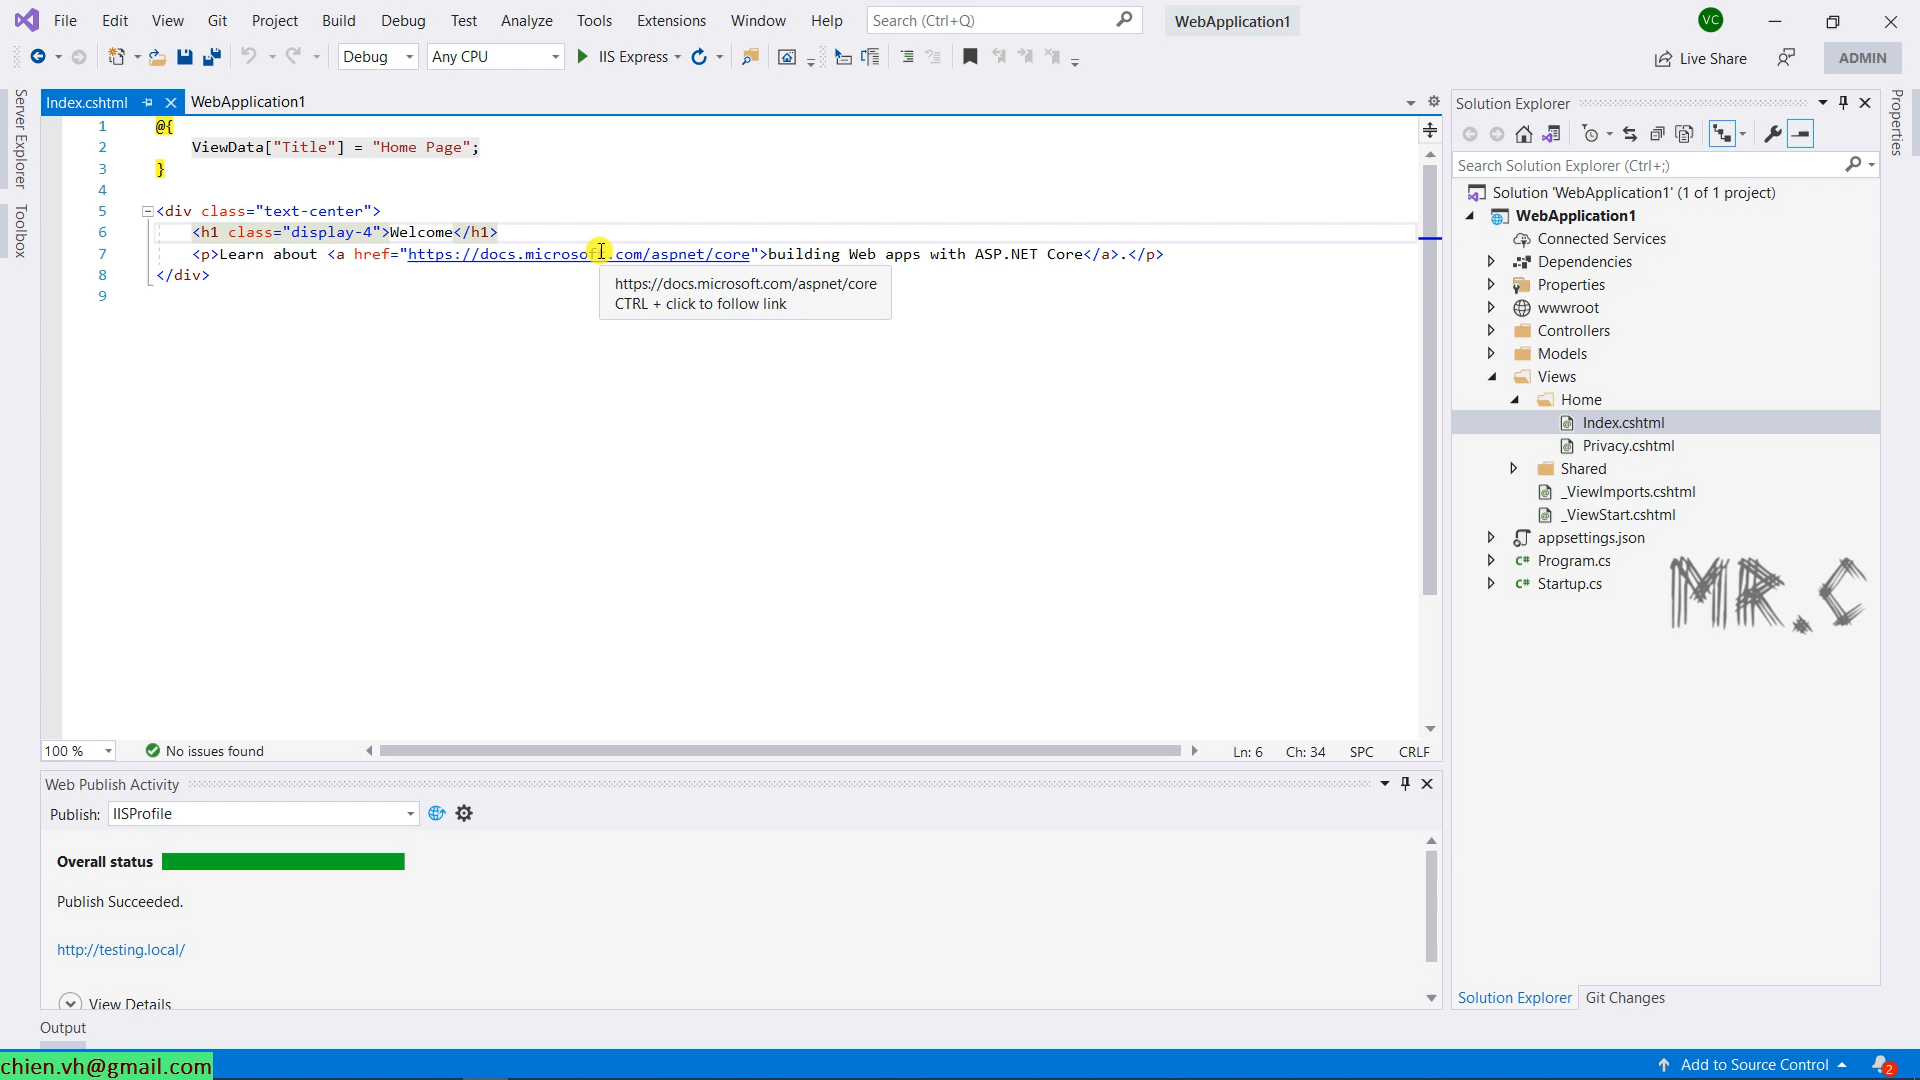 File Edit View Git Project Build Debug Test Analyze Tools Extensions Window Help Search (Ctrl+Q) WebApplication1 VC
Debug Any CPU IIS Express Live Share ADMIN
Server Explorer
Toolbox
Index.cshtml WebApplication1
1 @{
2 ViewData["Title"] = "Home Page";
3 }
4
5 <div class="text-center">
6 <h1 class="display-4">Welcome</h1>
7 <p>Learn about <a href="https://docs.microsoft.com/aspnet/core">building Web apps with ASP.NET Core</a>.</p>
8 </div>
9
https://docs.microsoft.com/aspnet/core
CTRL + click to follow link
100 % No issues found Ln: 6 Ch: 34 SPC CRLF
Web Publish Activity
Publish: IISProfile
Overall status
Publish Succeeded.
http://testing.local/
View Details
Output
Solution Explorer
Search Solution Explorer (Ctrl+;)
Solution 'WebApplication1' (1 of 1 project)
WebApplication1
Connected Services
Dependencies
Properties
wwwroot
Controllers
Models
Views
Home
Index.cshtml
Privacy.cshtml
Shared
_ViewImports.cshtml
_ViewStart.cshtml
appsettings.json
C# Program.cs
C# Startup.cs
MR.C
Solution Explorer Git Changes
Properties
chien.vh@gmail.com
Add to Source Control 2